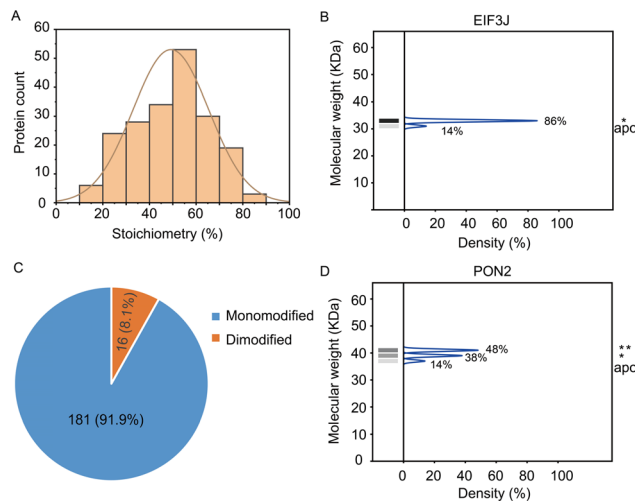 A
Protein count
60
50
40
30
20
10
0
0 20 40 60 80 100
Stoichiometry (%)
B
EIF3J
Molecular weight (KDa)
60
50
40
30
20
10
86%
14%
*
apo
0 20 40 60 80 100
Density (%)
C
16 (8.1%)
181 (91.9%)
Monomodified
Dimodified
D
PON2
Molecular weight (KDa)
60
50
40
30
20
10
0
48%
38%
14%
**
*
apo
0 20 40 60 80 100
Density (%)